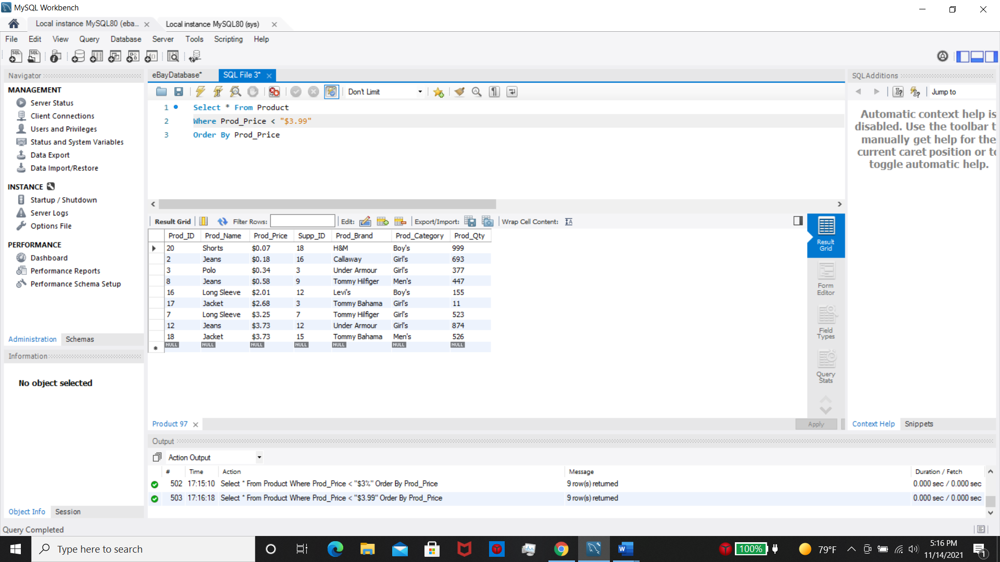 MySQL Workbench
Local instance MySQL80 (eba...
Local instance MySQL80 (sys)
File Edit View Query Database Server Tools Scripting Help
Navigator
MANAGEMENT
Server Status
Client Connections
Users and Privileges
Status and System Variables
Data Export
Data Import/Restore
INSTANCE
Startup / Shutdown
Server Logs
Options File
PERFORMANCE
Dashboard
Performance Reports
Performance Schema Setup
Administration Schemas
Information
No object selected
Object Info Session
Query Completed
eBayDatabase* SQL File 3*
Don't Limit
1 Select * From Product
2 Where Prod_Price < "$3.99"
3 Order By Prod_Price
Result Grid Filter Rows: Edit: Export/Import: Wrap Cell Content:
Prod_ID Prod_Name Prod_Price Supp_ID Prod_Brand Prod_Category Prod_Qty
20 Shorts $0.07 18 H&M Boy's 999
2 Jeans $0.18 16 Callaway Girl's 693
3 Polo $0.34 3 Under Armour Girl's 377
8 Jeans $0.58 9 Tommy Hilfiger Men's 447
16 Long Sleeve $2.01 12 Levi's Boy's 155
17 Jacket $2.68 3 Tommy Bahama Girl's 11
7 Long Sleeve $3.25 7 Tommy Hilfiger Girl's 523
12 Jeans $3.73 12 Under Armour Girl's 874
18 Jacket $3.73 15 Tommy Bahama Men's 526
NULL NULL NULL NULL NULL NULL NULL
Result
Grid
Form
Editor
Field
Types
Query
Stats
Product 97
Apply
SQLAdditions
Jump to
Automatic context help is
disabled. Use the toolbar t
manually get help for the
current caret position or to
toggle automatic help.
Context Help Snippets
Output
Action Output
# Time Action Message Duration / Fetch
502 17:15:10 Select * From Product Where Prod_Price < "$3%" Order By Prod_Price 9 row(s) returned 0.000 sec / 0.000 sec
503 17:16:18 Select * From Product Where Prod_Price < "$3.99" Order By Prod_Price 9 row(s) returned 0.000 sec / 0.000 sec
Type here to search
100%
79°F
5:16 PM
11/14/2021
1